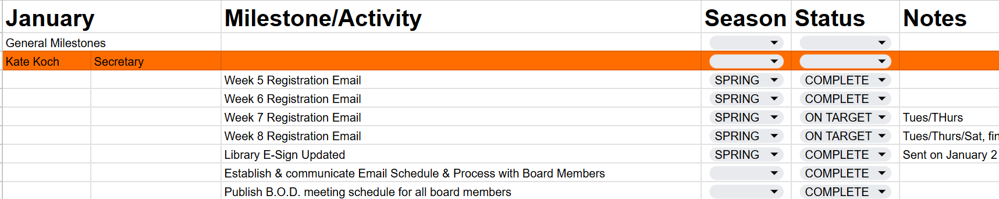 January Milestone/Activity Season Status Notes
General Milestones
Kate Koch Secretary
Week 5 Registration Email SPRING COMPLETE
Week 6 Registration Email SPRING COMPLETE
Week 7 Registration Email SPRING ON TARGET Tues/THurs
Week 8 Registration Email SPRING ON TARGET Tues/Thurs/Sat, fin
Library E-Sign Updated SPRING COMPLETE Sent on January 2
Establish & communicate Email Schedule & Process with Board Members COMPLETE
Publish B.O.D. meeting schedule for all board members COMPLETE